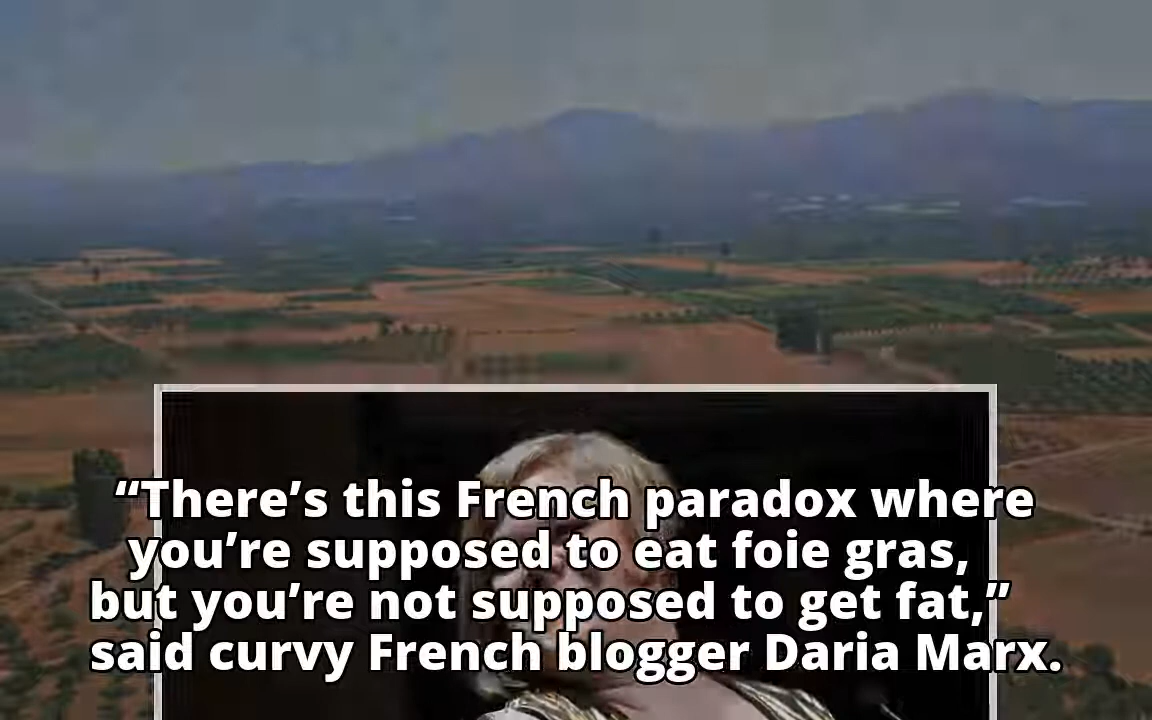 “There’s this French paradox where
you’re supposed to eat foie gras,
but you’re not supposed to get fat,”
said curvy French blogger Daria Marx.